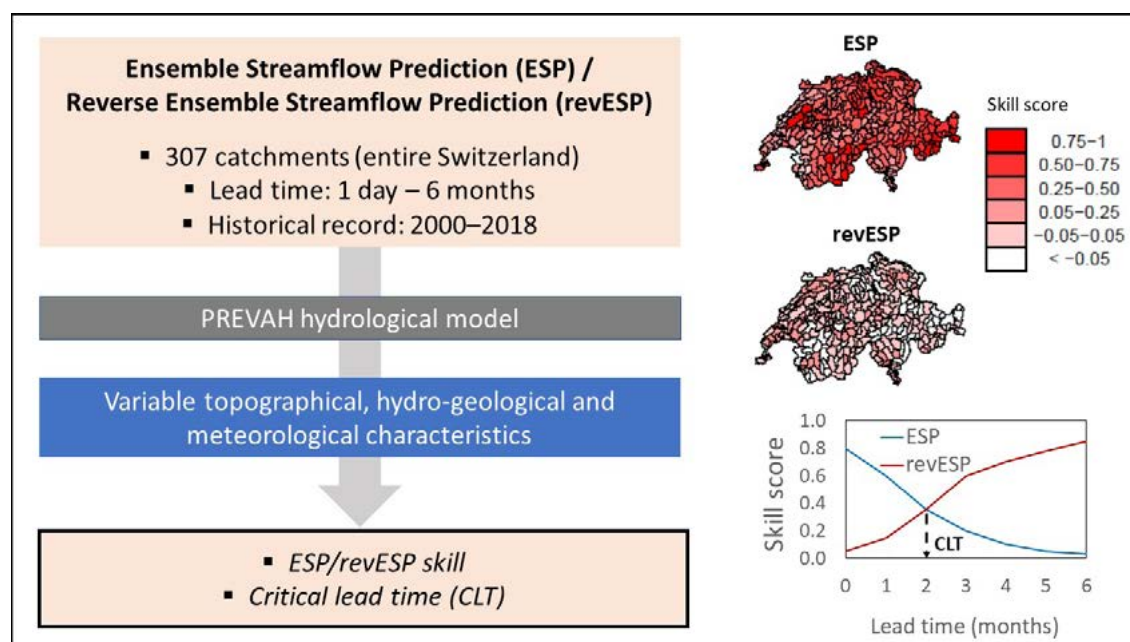 Ensemble Streamflow Prediction (ESP) /
Reverse Ensemble Streamflow Prediction (revESP)
▪ 307 catchments (entire Switzerland)
▪ Lead time: 1 day – 6 months
▪ Historical record: 2000–2018
PREVAH hydrological model
Variable topographical, hydro-geological and
meteorological characteristics
▪ ESP/revESP skill
▪ Critical lead time (CLT)
ESP
Skill score
0.75−1
0.50−0.75
0.25−0.50
0.05−0.25
−0.05−0.05
< −0.05
revESP
1.0
0.8
0.6
0.4
0.2
0.0
Skill score
ESP
revESP
CLT
0 1 2 3 4 5 6
Lead time (months)